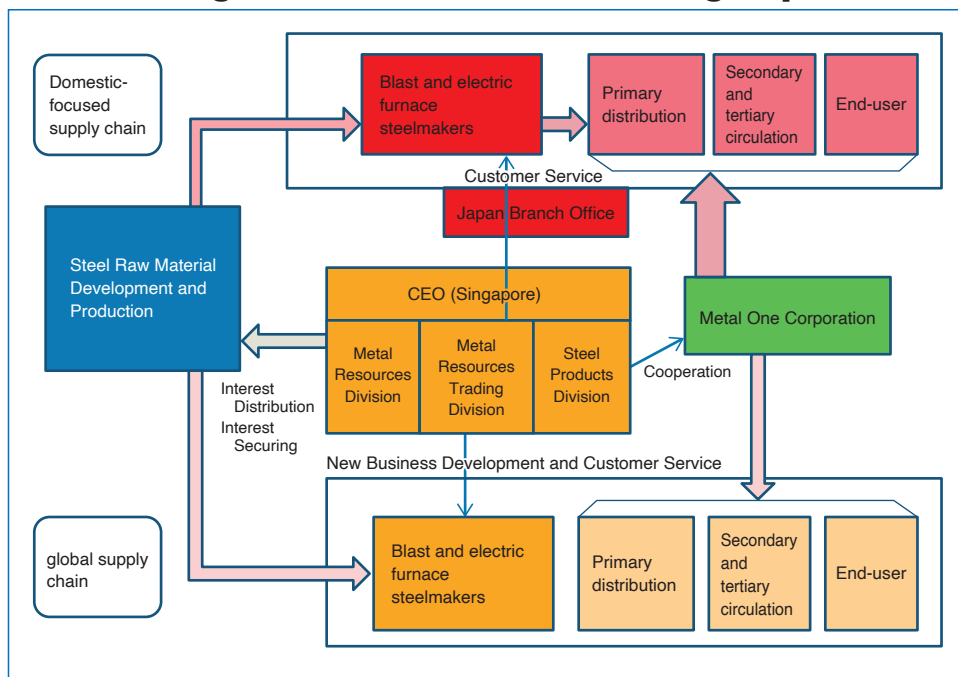 Domestic-
focused
supply chain
Blast and electric
furnace
steelmakers
Primary
distribution
Secondary
and
tertiary
circulation
End-user
Customer Service
Japan Branch Office
Steel Raw Material
Development and
Production
CEO (Singapore)
Metal
Resources
Division
Metal
Resources
Trading
Division
Steel
Products
Division
Metal One Corporation
Cooperation
Interest
Distribution
Interest
Securing
New Business Development and Customer Service
global supply
chain
Blast and electric
furnace
steelmakers
Primary
distribution
Secondary
and
tertiary
circulation
End-user